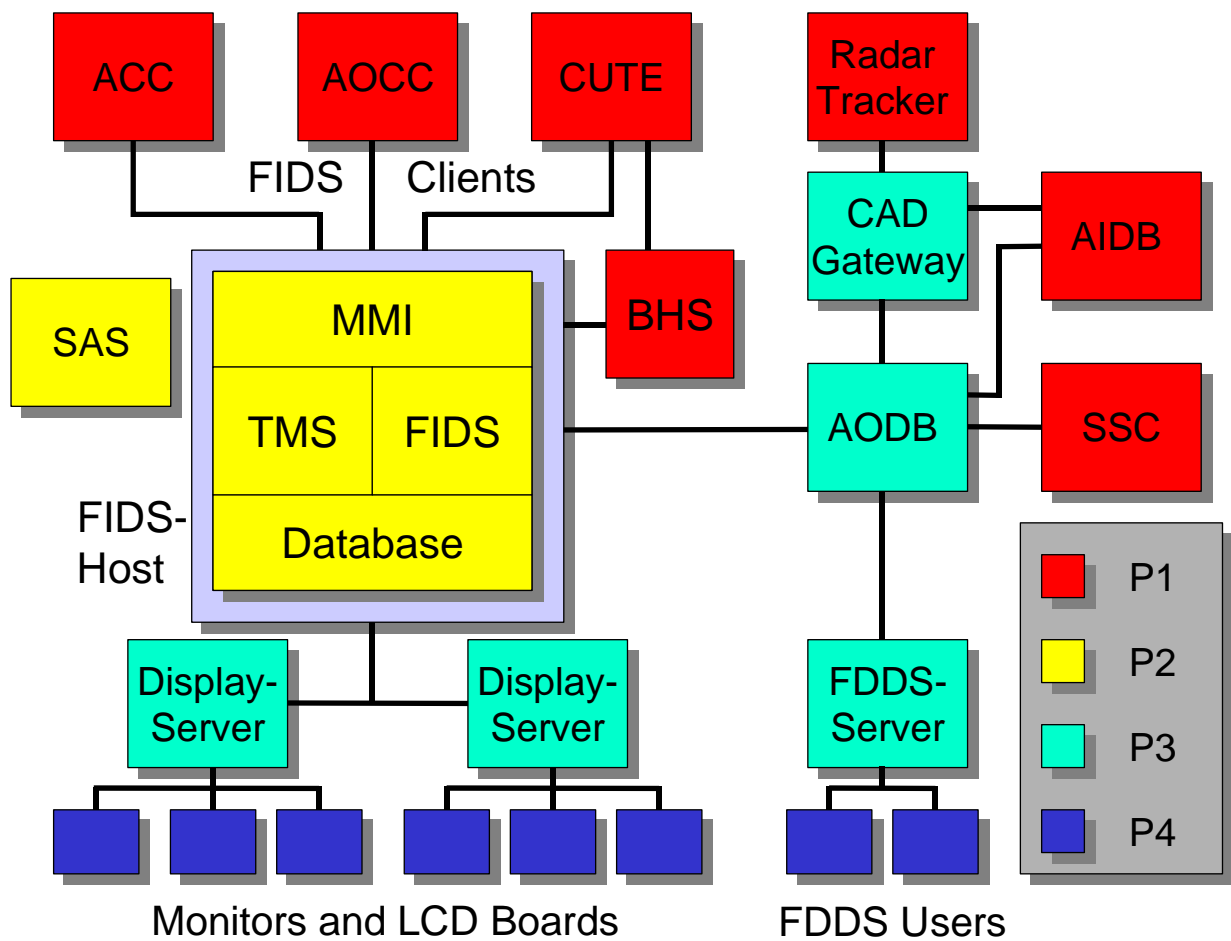 ACC
AOCC
CUTE
Radar
Tracker
FIDS
Clients
CAD
Gateway
AIDB
SAS
MMI
BHS
TMS
FIDS
AODB
SSC
FIDS-
Host
Database
Display-
Server
Display-
Server
FDDS-
Server
P1
P2
P3
P4
Monitors and LCD Boards
FDDS Users